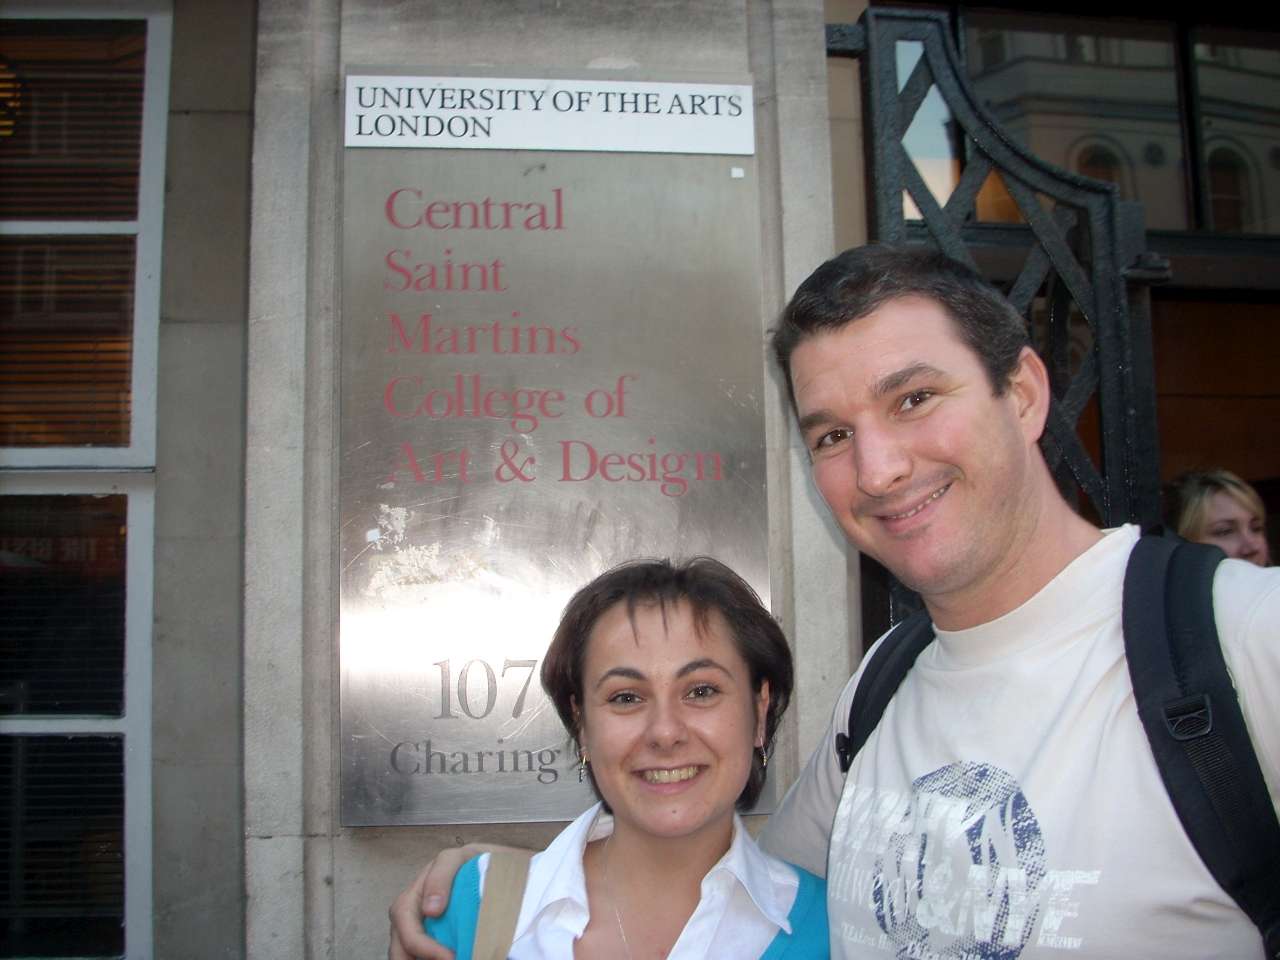 UNIVERSITY OF THE ARTS
LONDON
Central
Saint
Martins
College of
Art & Design
107
Charing